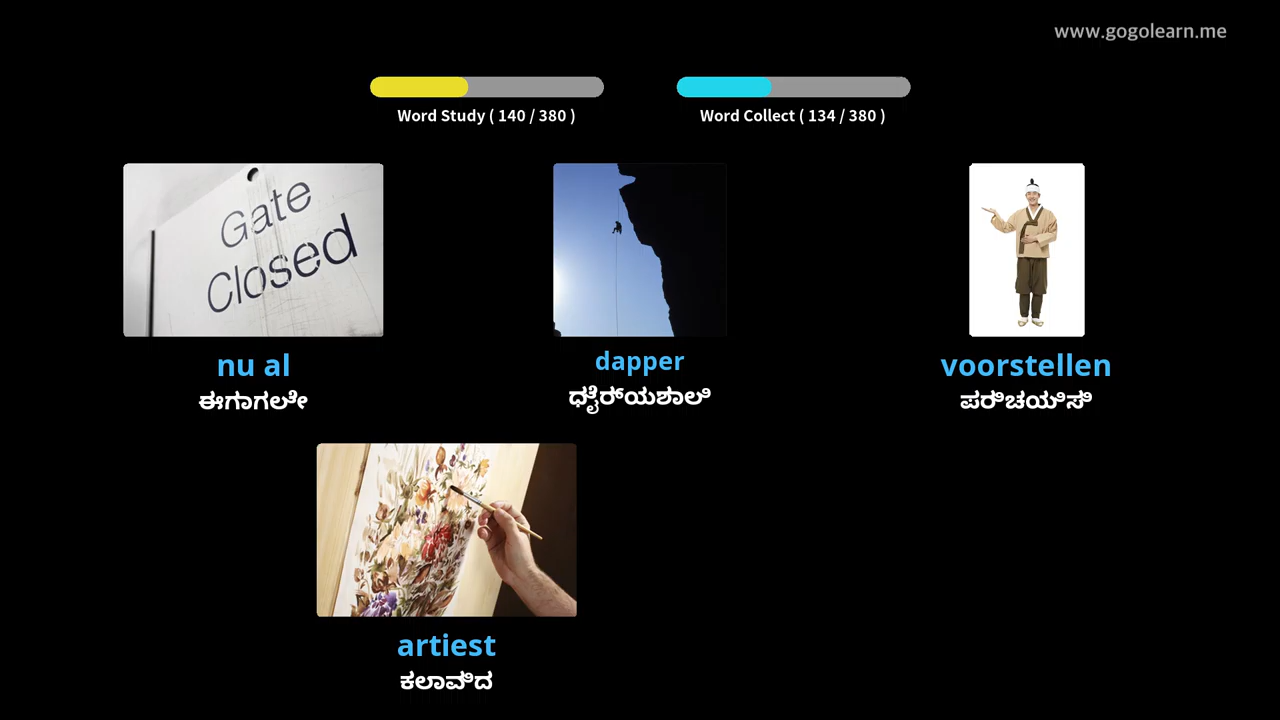 www.gogolearn.me
Word Study ( 140 / 380 )
Word Collect ( 134 / 380 )
Gate
Closed
nu al
ಈಗಾಗಲೇ
dapper
ಧೈರ್ಯಶಾಲಿ
voorstellen
ಪರಿಚಯಿಸಿ
artiest
ಕಲಾವಿದ